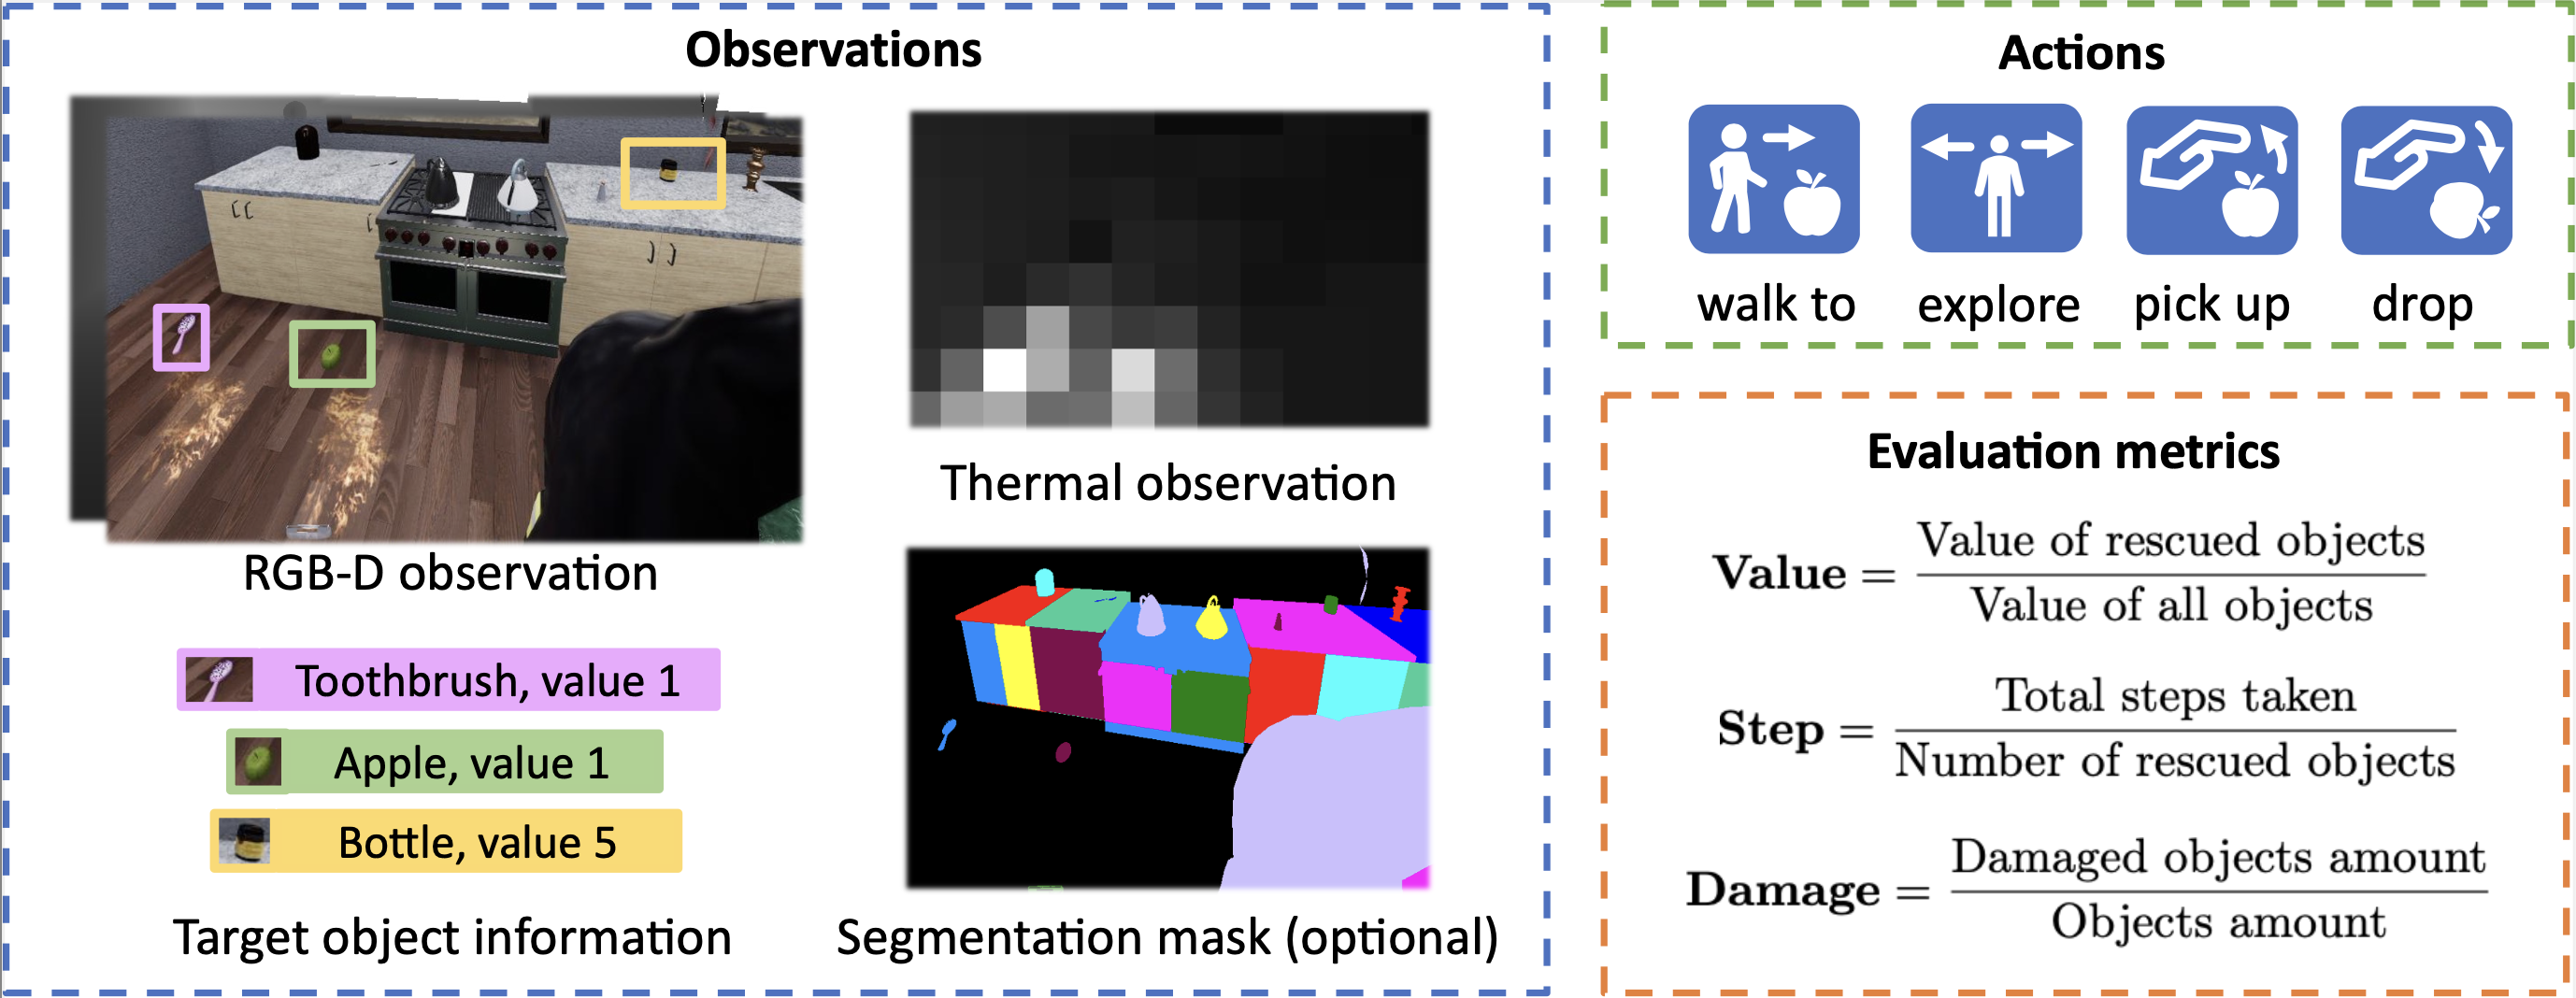 Observations
RGB-D observation
Toothbrush, value 1
Apple, value 1
Bottle, value 5
Target object information
Thermal observation
Segmentation mask (optional)
Actions
walk to
explore
pick up
drop
Evaluation metrics
Value = Value of rescued objects / Value of all objects
Step = Total steps taken / Number of rescued objects
Damage = Damaged objects amount / Objects amount